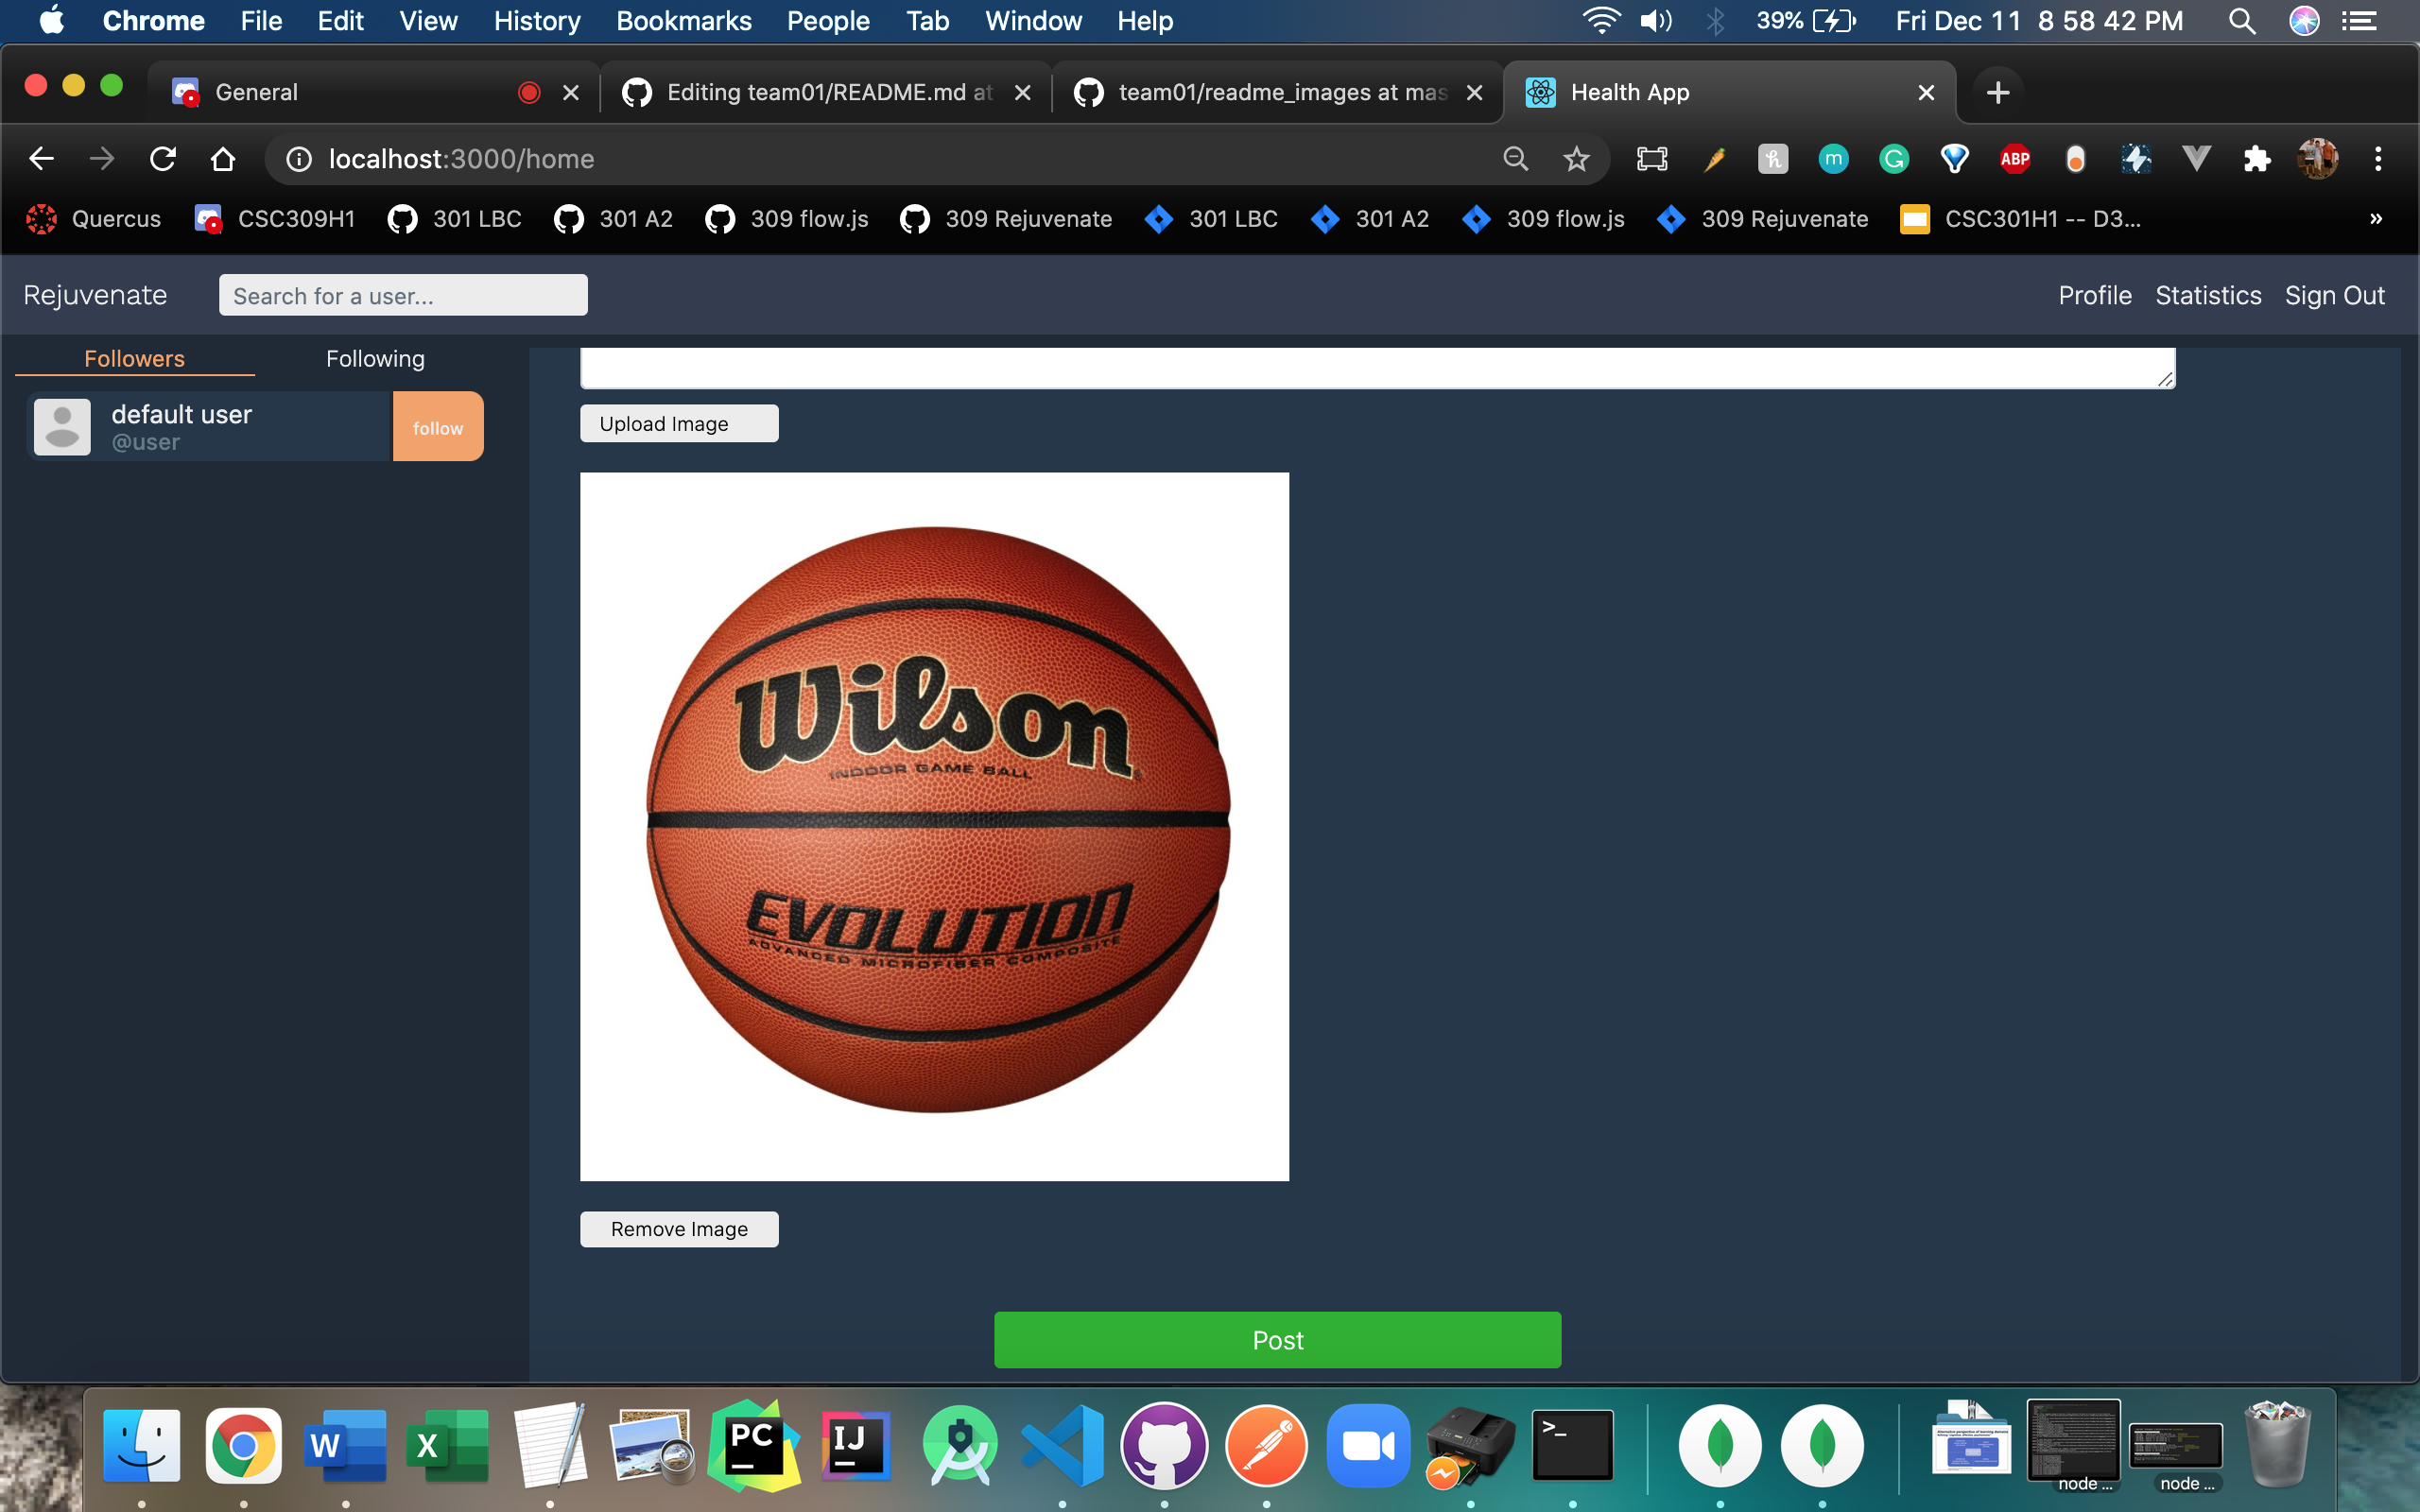 Chrome File Edit View History Bookmarks People Tab Window Help 39% Fri Dec 11 8 58 42 PM
General Editing team01/README.md at team01/readme_images at mas Health App
localhost:3000/home
Quercus CSC309H1 301 LBC 301 A2 309 flow.js 309 Rejuvenate 301 LBC 301 A2 309 flow.js 309 Rejuvenate CSC301H1 -- D3... »
Rejuvenate Search for a user... Profile Statistics Sign Out
Followers Following
default user
@user
follow
Upload Image
Wilson
INDOOR GAME BALL
EVOLUTION
ADVANCED MICROFIBER COMPOSITE
Remove Image
Post
W X PC IJ >_
node ... node ...